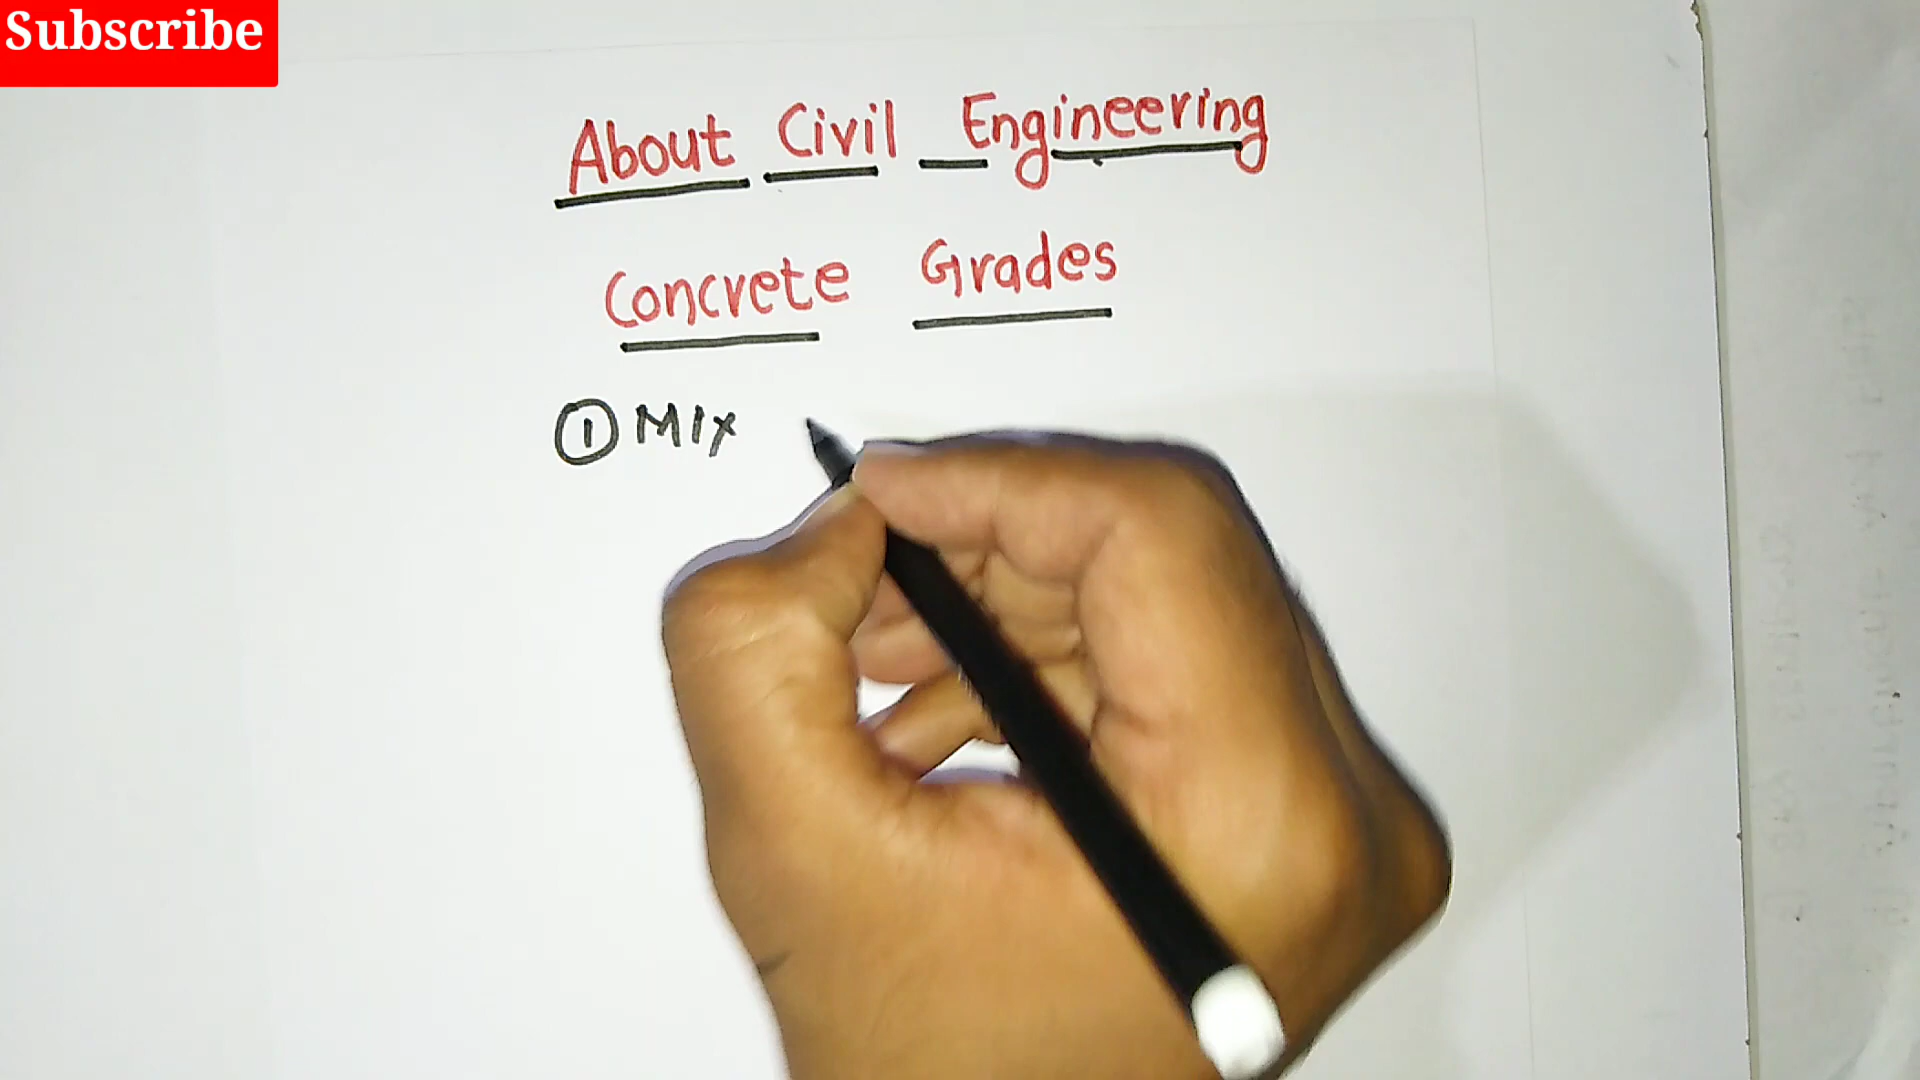 Subscribe
About Civil Engineering
Concrete Grades
① MIX